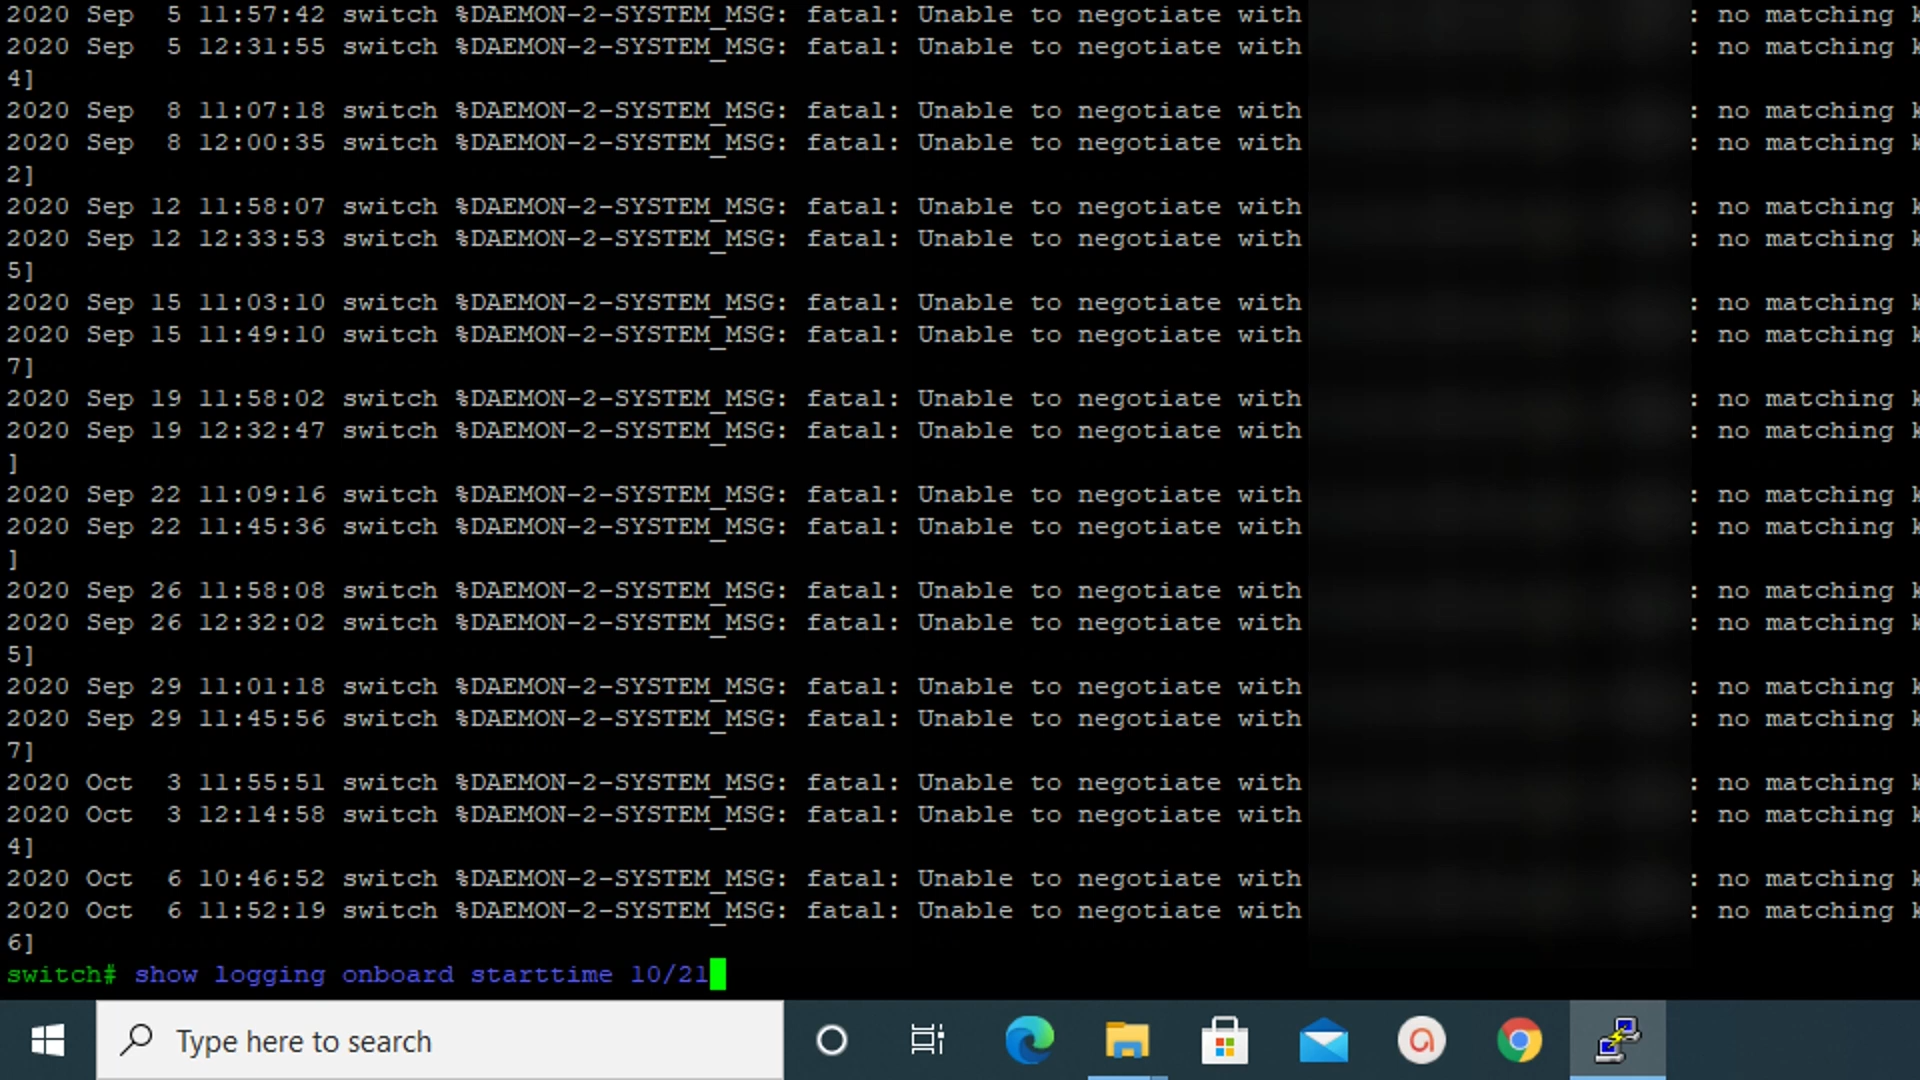 2020 Sep  5 11:57:42 switch %DAEMON-2-SYSTEM_MSG: fatal: Unable to negotiate with : no matching k
2020 Sep  5 12:31:55 switch %DAEMON-2-SYSTEM_MSG: fatal: Unable to negotiate with : no matching k
4]
2020 Sep  8 11:07:18 switch %DAEMON-2-SYSTEM_MSG: fatal: Unable to negotiate with : no matching k
2020 Sep  8 12:00:35 switch %DAEMON-2-SYSTEM_MSG: fatal: Unable to negotiate with : no matching k
2]
2020 Sep 12 11:58:07 switch %DAEMON-2-SYSTEM_MSG: fatal: Unable to negotiate with : no matching k
2020 Sep 12 12:33:53 switch %DAEMON-2-SYSTEM_MSG: fatal: Unable to negotiate with : no matching k
5]
2020 Sep 15 11:03:10 switch %DAEMON-2-SYSTEM_MSG: fatal: Unable to negotiate with : no matching k
2020 Sep 15 11:49:10 switch %DAEMON-2-SYSTEM_MSG: fatal: Unable to negotiate with : no matching k
7]
2020 Sep 19 11:58:02 switch %DAEMON-2-SYSTEM_MSG: fatal: Unable to negotiate with : no matching k
2020 Sep 19 12:32:47 switch %DAEMON-2-SYSTEM_MSG: fatal: Unable to negotiate with : no matching k
]
2020 Sep 22 11:09:16 switch %DAEMON-2-SYSTEM_MSG: fatal: Unable to negotiate with : no matching k
2020 Sep 22 11:45:36 switch %DAEMON-2-SYSTEM_MSG: fatal: Unable to negotiate with : no matching k
]
2020 Sep 26 11:58:08 switch %DAEMON-2-SYSTEM_MSG: fatal: Unable to negotiate with : no matching k
2020 Sep 26 12:32:02 switch %DAEMON-2-SYSTEM_MSG: fatal: Unable to negotiate with : no matching k
5]
2020 Sep 29 11:01:18 switch %DAEMON-2-SYSTEM_MSG: fatal: Unable to negotiate with : no matching k
2020 Sep 29 11:45:56 switch %DAEMON-2-SYSTEM_MSG: fatal: Unable to negotiate with : no matching k
7]
2020 Oct  3 11:55:51 switch %DAEMON-2-SYSTEM_MSG: fatal: Unable to negotiate with : no matching k
2020 Oct  3 12:14:58 switch %DAEMON-2-SYSTEM_MSG: fatal: Unable to negotiate with : no matching k
4]
2020 Oct  6 10:46:52 switch %DAEMON-2-SYSTEM_MSG: fatal: Unable to negotiate with : no matching k
2020 Oct  6 11:52:19 switch %DAEMON-2-SYSTEM_MSG: fatal: Unable to negotiate with : no matching k
6]
switch# show logging onboard starttime 10/21
Type here to search